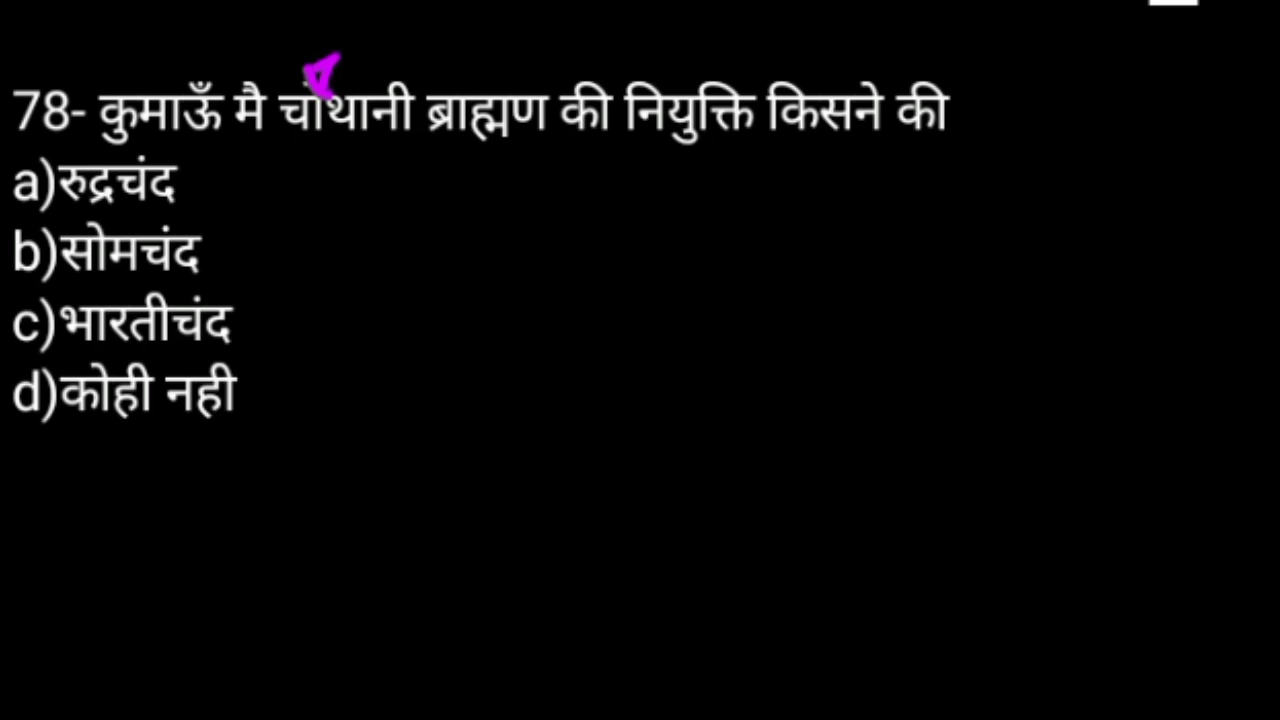 78- कुमाऊँ मै चौथानी ब्राह्मण की नियुक्ति किसने की
a)रुद्रचंद
b)सोमचंद
c)भारतीचंद
d)कोही नही